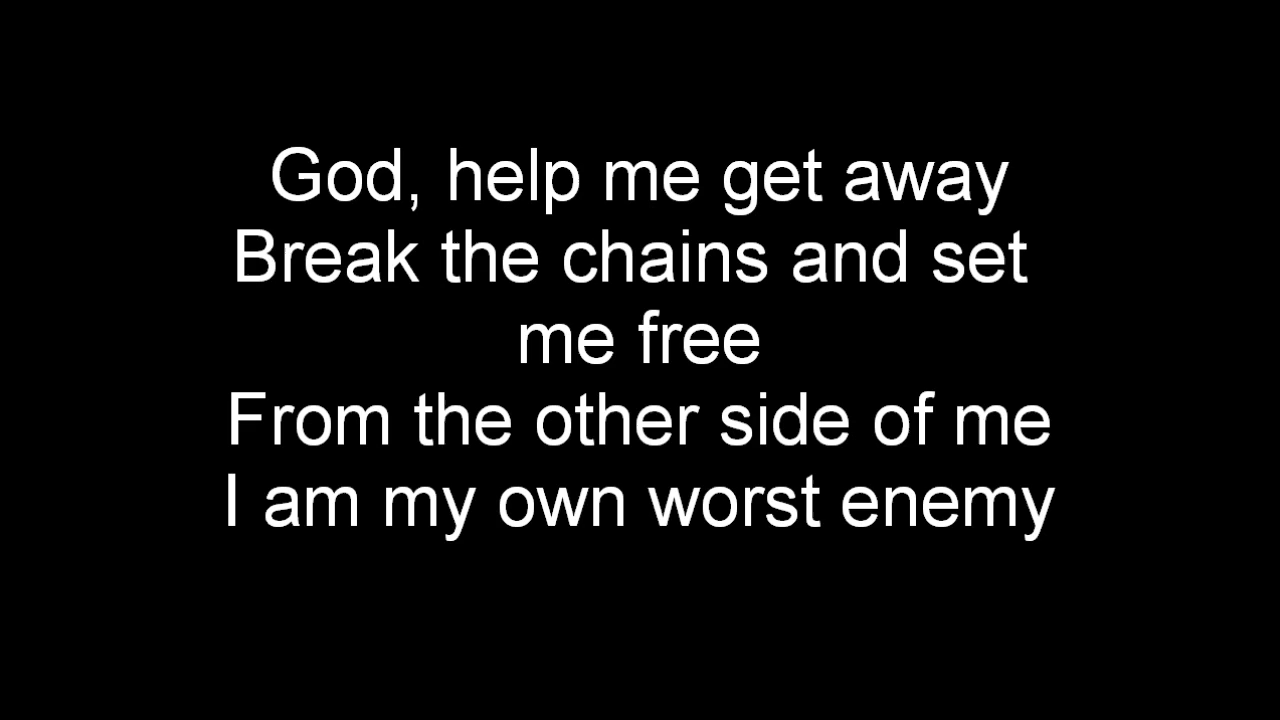 God, help me get away
Break the chains and set
me free
From the other side of me
I am my own worst enemy